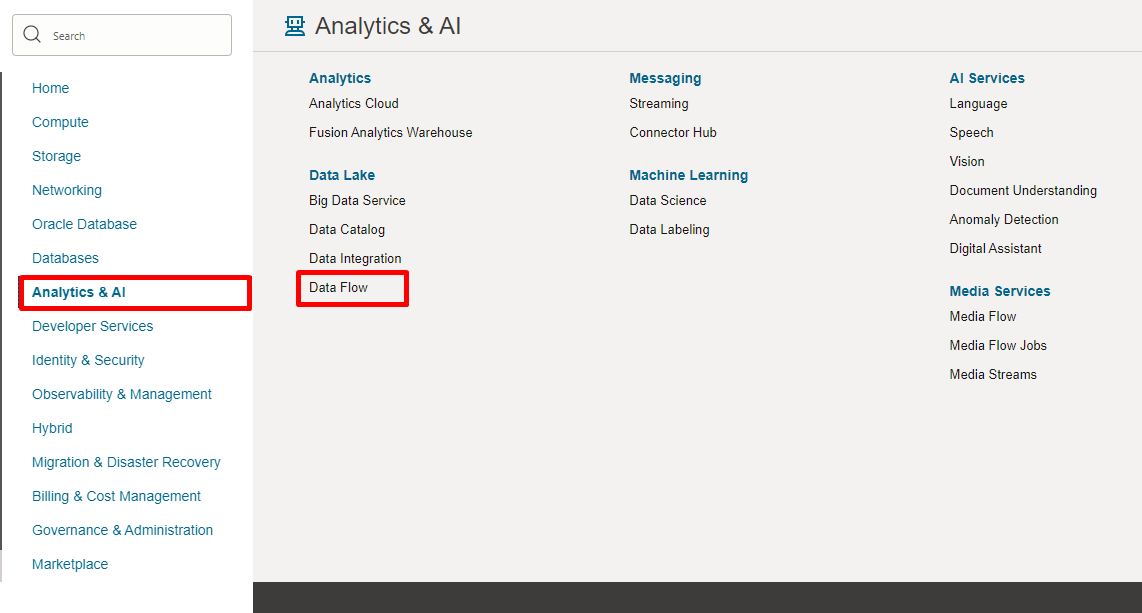 Search
Home
Compute
Storage
Networking
Oracle Database
Databases
Analytics & AI
Developer Services
Identity & Security
Observability & Management
Hybrid
Migration & Disaster Recovery
Billing & Cost Management
Governance & Administration
Marketplace
Analytics & AI
Analytics
Analytics Cloud
Fusion Analytics Warehouse
Data Lake
Big Data Service
Data Catalog
Data Integration
Data Flow
Messaging
Streaming
Connector Hub
Machine Learning
Data Science
Data Labeling
AI Services
Language
Speech
Vision
Document Understanding
Anomaly Detection
Digital Assistant
Media Services
Media Flow
Media Flow Jobs
Media Streams